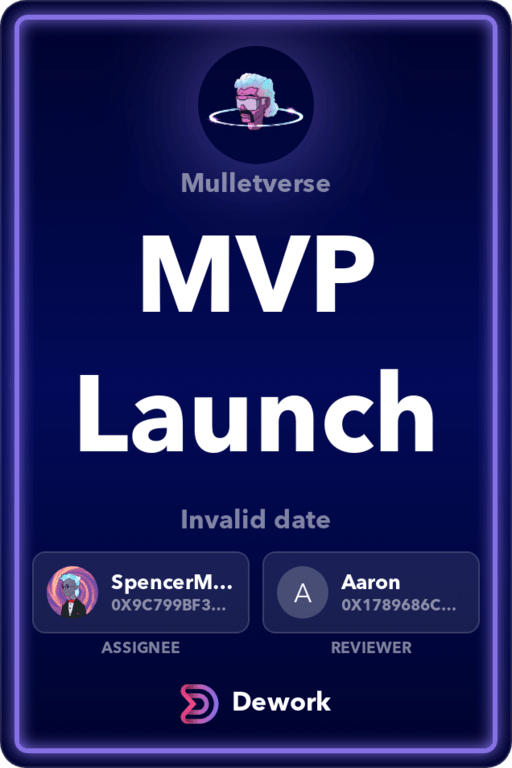 Mulletverse
MVP
Launch
Invalid date
SpencerM...
0X9C799BF3...
ASSIGNEE
A
Aaron
0X1789686C...
REVIEWER
Dework